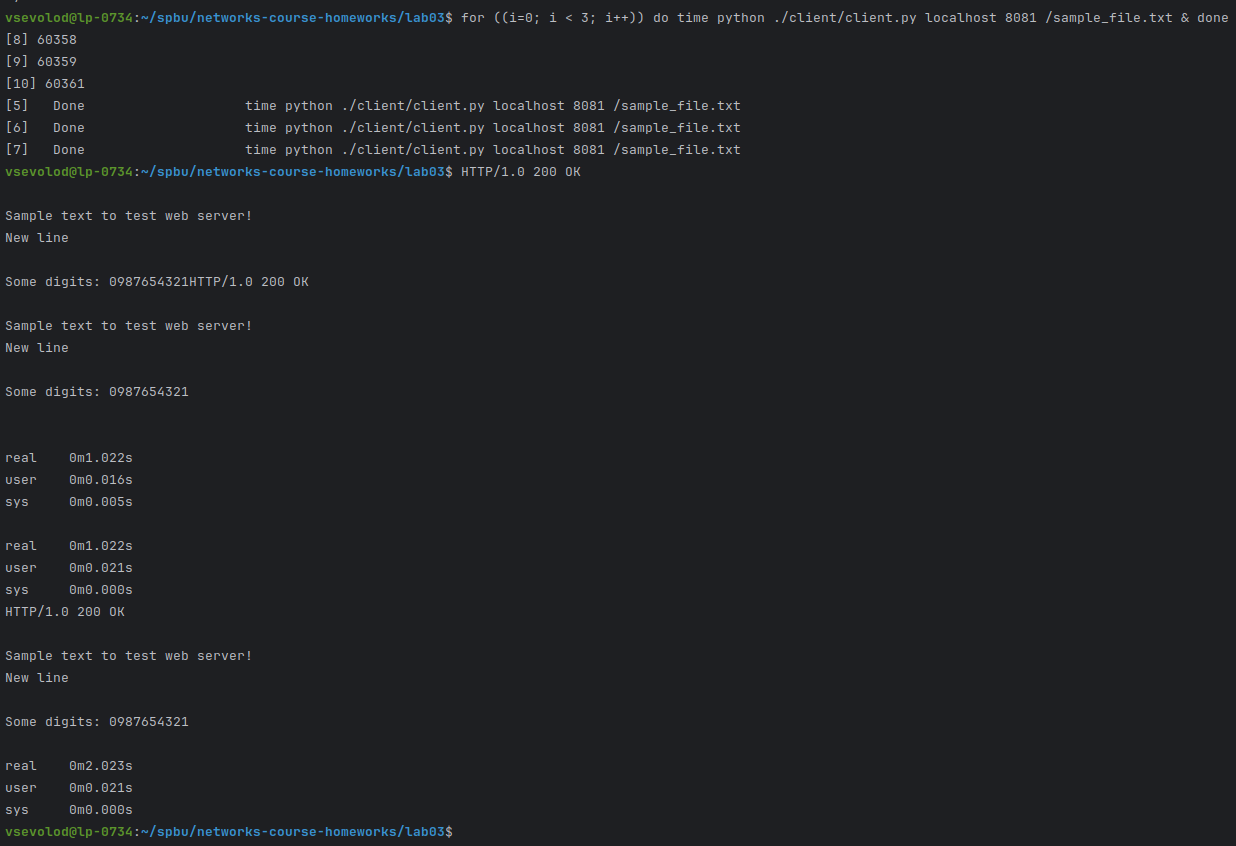 vsevolod@lp-0734:~/spbu/networks-course-homeworks/lab03$ for ((i=0; i < 3; i++)) do time python ./client/client.py localhost 8081 /sample_file.txt & done
[8] 60358
[9] 60359
[10] 60361
[5]   Done                    time python ./client/client.py localhost 8081 /sample_file.txt
[6]   Done                    time python ./client/client.py localhost 8081 /sample_file.txt
[7]   Done                    time python ./client/client.py localhost 8081 /sample_file.txt
vsevolod@lp-0734:~/spbu/networks-course-homeworks/lab03$ HTTP/1.0 200 OK

Sample text to test web server!
New line

Some digits: 0987654321HTTP/1.0 200 OK

Sample text to test web server!
New line

Some digits: 0987654321


real    0m1.022s
user    0m0.016s
sys     0m0.005s

real    0m1.022s
user    0m0.021s
sys     0m0.000s
HTTP/1.0 200 OK

Sample text to test web server!
New line

Some digits: 0987654321

real    0m2.023s
user    0m0.021s
sys     0m0.000s
vsevolod@lp-0734:~/spbu/networks-course-homeworks/lab03$